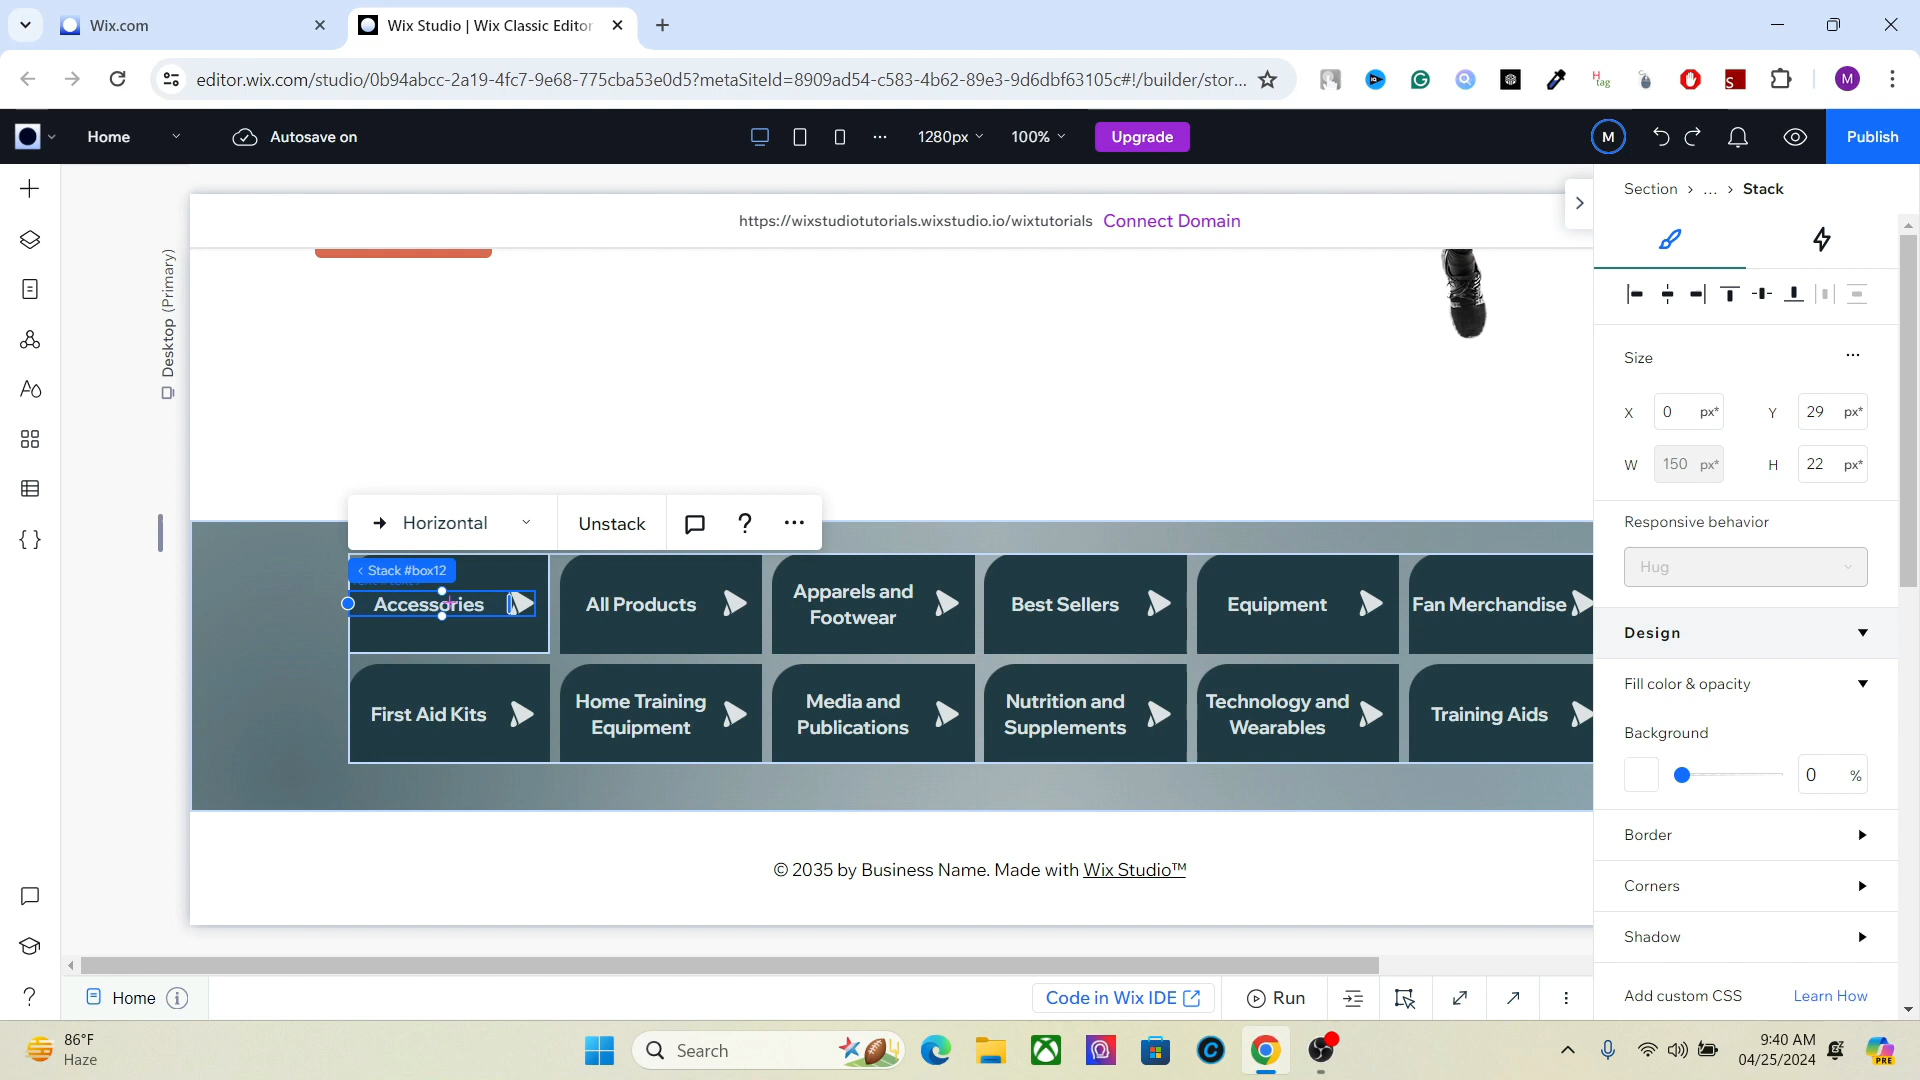 Wix.com
Wix Studio | Wix Classic Editor
editor.wix.com/studio/0b94abcc-2a19-4fc7-9e68-775cba53e0d5?metaSiteId=8909ad54-c583-4b62-89e3-9d6dbf63105c#!/builder/stor...
H
tag
S
M
Home
Autosave on
1280px
100%
Upgrade
M
Publish
Section > ... > Stack
https://wixstudiotutorials.wixstudio.io/wixtutorials Connect Domain
Desktop (Primary)
Size
X 0 px* Y 29 px*
W 150 px* H 22 px*
Responsive behavior
Hug
Horizontal
Unstack
Stack #box12
Accessories
All Products
Apparels and
Footwear
Best Sellers
Equipment
Fan Merchandise
First Aid Kits
Home Training
Equipment
Media and
Publications
Nutrition and
Supplements
Technology and
Wearables
Training Aids
Design
Fill color & opacity
Background
0 %
Border
Corners
Shadow
Add custom CSS Learn How
© 2035 by Business Name. Made with Wix Studio™
Home
Code in Wix IDE
Run
86°F
Haze
Search
9:40 AM
04/25/2024
PRE